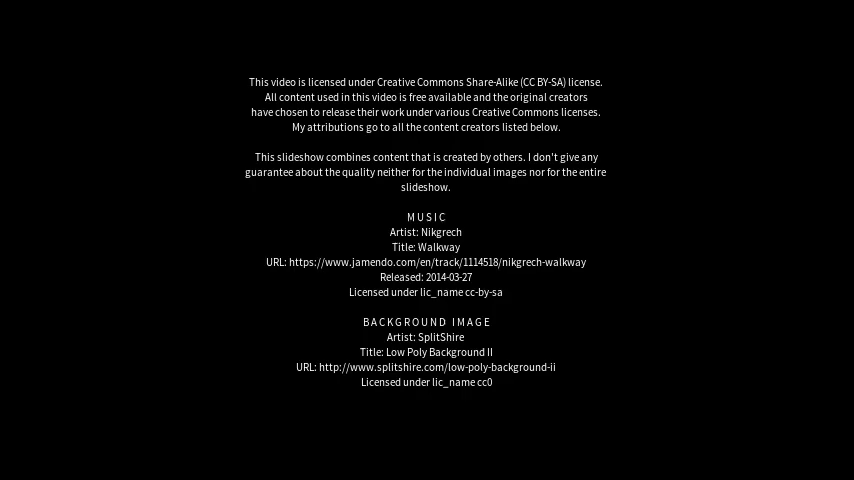 This video is licensed under Creative Commons Share-Alike (CC BY-SA) license.
All content used in this video is free available and the original creators
have chosen to release their work under various Creative Commons licenses.
My attributions go to all the content creators listed below.
This slideshow combines content that is created by others. I don't give any
guarantee about the quality neither for the individual images nor for the entire
slideshow.
MUSIC
Artist: Nikgrech
Title: Walkway
URL: https://www.jamendo.com/en/track/1114518/nikgrech-walkway
Released: 2014-03-27
Licensed under lic_name cc-by-sa
BACKGROUND IMAGE
Artist: SplitShire
Title: Low Poly Background II
URL: http://www.splitshire.com/low-poly-background-ii
Licensed under lic_name cc0